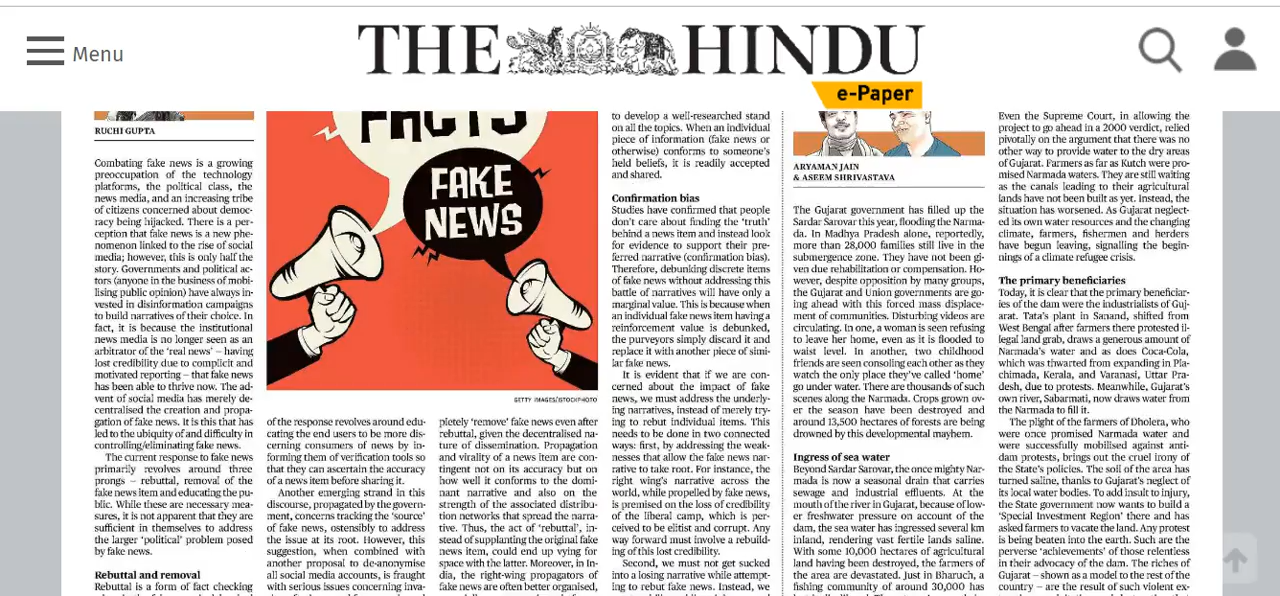 Menu
THE HINDU
e-Paper
RUCHI GUPTA
Combating fake news is a growing
preoccupation of the technology
platforms, the political class, the
news media, and an increasing tribe
of citizens concerned about democ-
racy being hijacked. There is a per-
ception that fake news is a new phe-
nomenon linked to the rise of social
media; however, this is only half the
story. Governments and political ac-
tors (anyone in the business of mobi-
lising public opinion) have always in-
vested in disinformation campaigns
to build narratives of their choice. In
fact, it is because the institutional
news media is no longer seen as an
arbitrator of the ‘real news’ – having
lost credibility due to complicit and
motivated reporting – that fake news
has been able to thrive now. The ad-
vent of social media has merely de-
centralised the creation and propa-
gation of fake news. It is this that has
led to the ubiquity of and difficulty in
controlling/eliminating fake news.
The current response to fake news
primarily revolves around three
prongs – rebuttal, removal of the
fake news item and educating the pu-
blic. While these are necessary mea-
sures, it is not apparent that they are
sufficient in themselves to address
the larger ‘political’ problem posed
by fake news.
Rebuttal and removal
Rebuttal is a form of fact checking
FACTS
FAKE
NEWS
GETTY IMAGES/ISTOCKPHOTO
of the response revolves around edu-
cating the end users to be more dis-
cerning consumers of news by in-
forming them of verification tools so
that they can ascertain the accuracy
of a news item before sharing it.
Another emerging strand in this
discourse, propagated by the govern-
ment, concerns tracking the ‘source’
of fake news, ostensibly to address
the issue at its root. However, this
suggestion, when combined with
another proposal to de-anonymise
all social media accounts, is fraught
with serious issues concerning inva-
pletely ‘remove’ fake news even after
rebuttal, given the decentralised na-
ture of dissemination. Propagation
and virality of a news item are con-
tingent not on its accuracy but on
how well it conforms to the domi-
nant narrative and also on the
strength of the associated distribu-
tion networks that spread the narra-
tive. Thus, the act of ‘rebuttal’, in-
stead of supplanting the original fake
news item, could end up vying for
space with the latter. Moreover, in In-
dia, the right-wing propagators of
fake news are often better organised,
to develop a well-researched stand
on all the topics. When an individual
piece of information (fake news or
otherwise) conforms to someone's
held beliefs, it is readily accepted
and shared.
Confirmation bias
Studies have confirmed that people
don't care about finding the ‘truth’
behind a news item and instead look
for evidence to support their pre-
ferred narrative (confirmation bias).
Therefore, debunking discrete items
of fake news without addressing this
battle of narratives will have only a
marginal value. This is because when
an individual fake news item having a
reinforcement value is debunked,
the purveyors simply discard it and
replace it with another piece of simi-
lar fake news.
It is evident that if we are con-
cerned about the impact of fake
news, we must address the underly-
ing narratives, instead of merely try-
ing to rebut individual items. This
needs to be done in two connected
ways: first, by addressing the weak-
nesses that allow the fake news nar-
rative to take root. For instance, the
right wing's narrative across the
world, while propelled by fake news,
is premised on the loss of credibility
of the liberal camp, which is per-
ceived to be elitist and corrupt. Any
way forward must involve a rebuild-
ing of this lost credibility.
Second, we must not get sucked
into a losing narrative while attempt-
ing to rebut fake news. Instead, we
ARYAMAN JAIN
& ASEEM SHRIVASTAVA
The Gujarat government has filled up the
Sardar Sarovar this year, flooding the Narma-
da. In Madhya Pradesh alone, reportedly,
more than 28,000 families still live in the
submergence zone. They have not been gi-
ven due rehabilitation or compensation. Ho-
wever, despite opposition by many groups,
the Gujarat and Union governments are go-
ing ahead with this forced mass displace-
ment of communities. Disturbing videos are
circulating. In one, a woman is seen refusing
to leave her home, even as it is flooded to
waist level. In another, two childhood
friends are seen consoling each other as they
watch the only place they've called ‘home’
go under water. There are thousands of such
scenes along the Narmada. Crops grown ov-
er the season have been destroyed and
around 13,500 hectares of forests are being
drowned by this developmental mayhem.
Ingress of sea water
Beyond Sardar Sarovar, the once mighty Nar-
mada is now a seasonal drain that carries
sewage and industrial effluents. At the
mouth of the river in Gujarat, because of low-
er freshwater pressure on account of the
dam, the sea water has ingressed several km
inland, rendering vast fertile lands saline.
With some 10,000 hectares of agricultural
land having been destroyed, the farmers of
the area are devastated. Just in Bharuch, a
fishing community of around 30,000 has
Even the Supreme Court, in allowing the
project to go ahead in a 2000 verdict, relied
pivotally on the argument that there was no
other way to provide water to the dry areas
of Gujarat. Farmers as far as Kutch were pro-
mised Narmada waters. They are still waiting
as the canals leading to their agricultural
lands have not been built as yet. Instead, the
situation has worsened. As Gujarat neglect-
ed its own water resources and the changing
climate, farmers, fishermen and herders
have begun leaving, signalling the begin-
nings of a climate refugee crisis.
The primary beneficiaries
Today, it is clear that the primary beneficiar-
ies of the dam were the industrialists of Guj-
arat. Tata's plant in Sanand, shifted from
West Bengal after farmers there protested il-
legal land grab, draws a generous amount of
Narmada's water and as does Coca-Cola,
which was thwarted from expanding in Pla-
chimada, Kerala, and Varanasi, Uttar Pra-
desh, due to protests. Meanwhile, Gujarat's
own river, Sabarmati, now draws water from
the Narmada to fill it.
The plight of the farmers of Dholera, who
were once promised Narmada water and
were successfully mobilised against anti-
dam protests, brings out the cruel irony of
the State's policies. The soil of the area has
turned saline, thanks to Gujarat's neglect of
its local water bodies. To add insult to injury,
the State government now wants to build a
‘Special Investment Region’ there and has
asked farmers to vacate the land. Any protest
is being beaten into the earth. Such are the
perverse ‘achievements’ of those relentless
in their advocacy of the dam. The riches of
Gujarat – shown as a model to the rest of the
country – are the result of such violent ex-